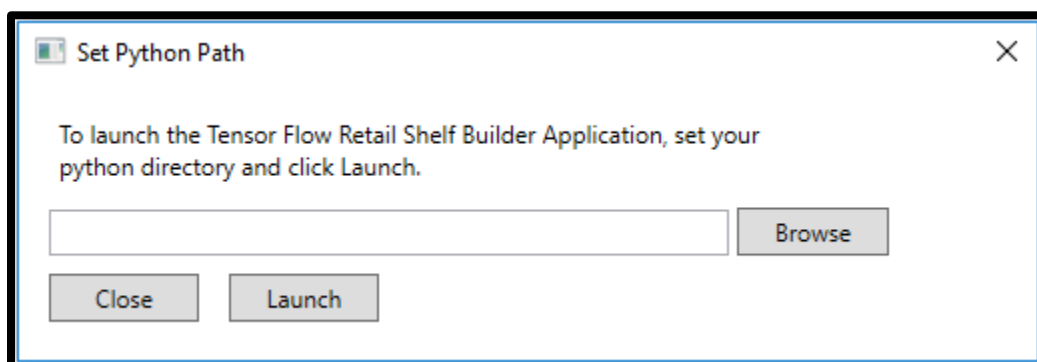 Set Python Path
To launch the Tensor Flow Retail Shelf Builder Application, set your
python directory and click Launch.
Browse
Close Launch